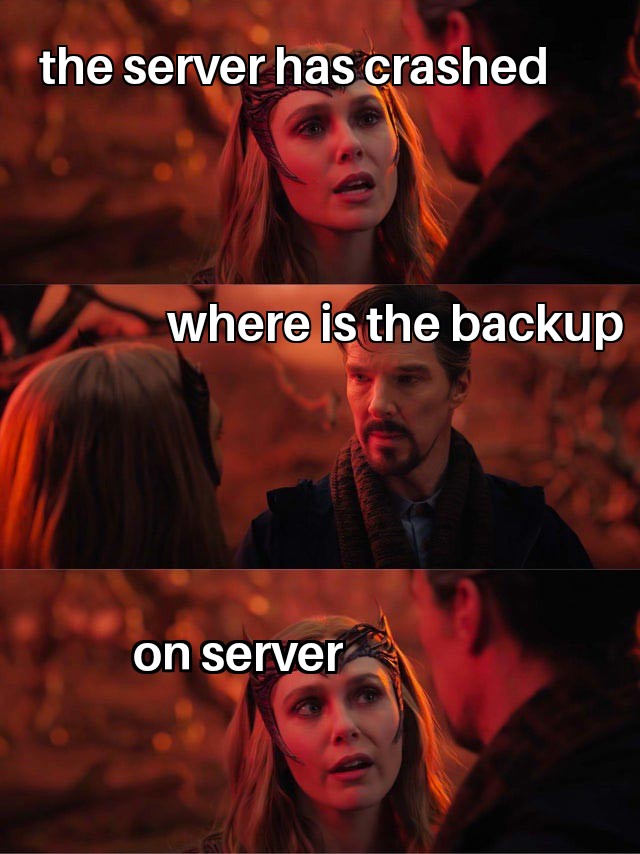 the server has crashed
where is the backup
on server